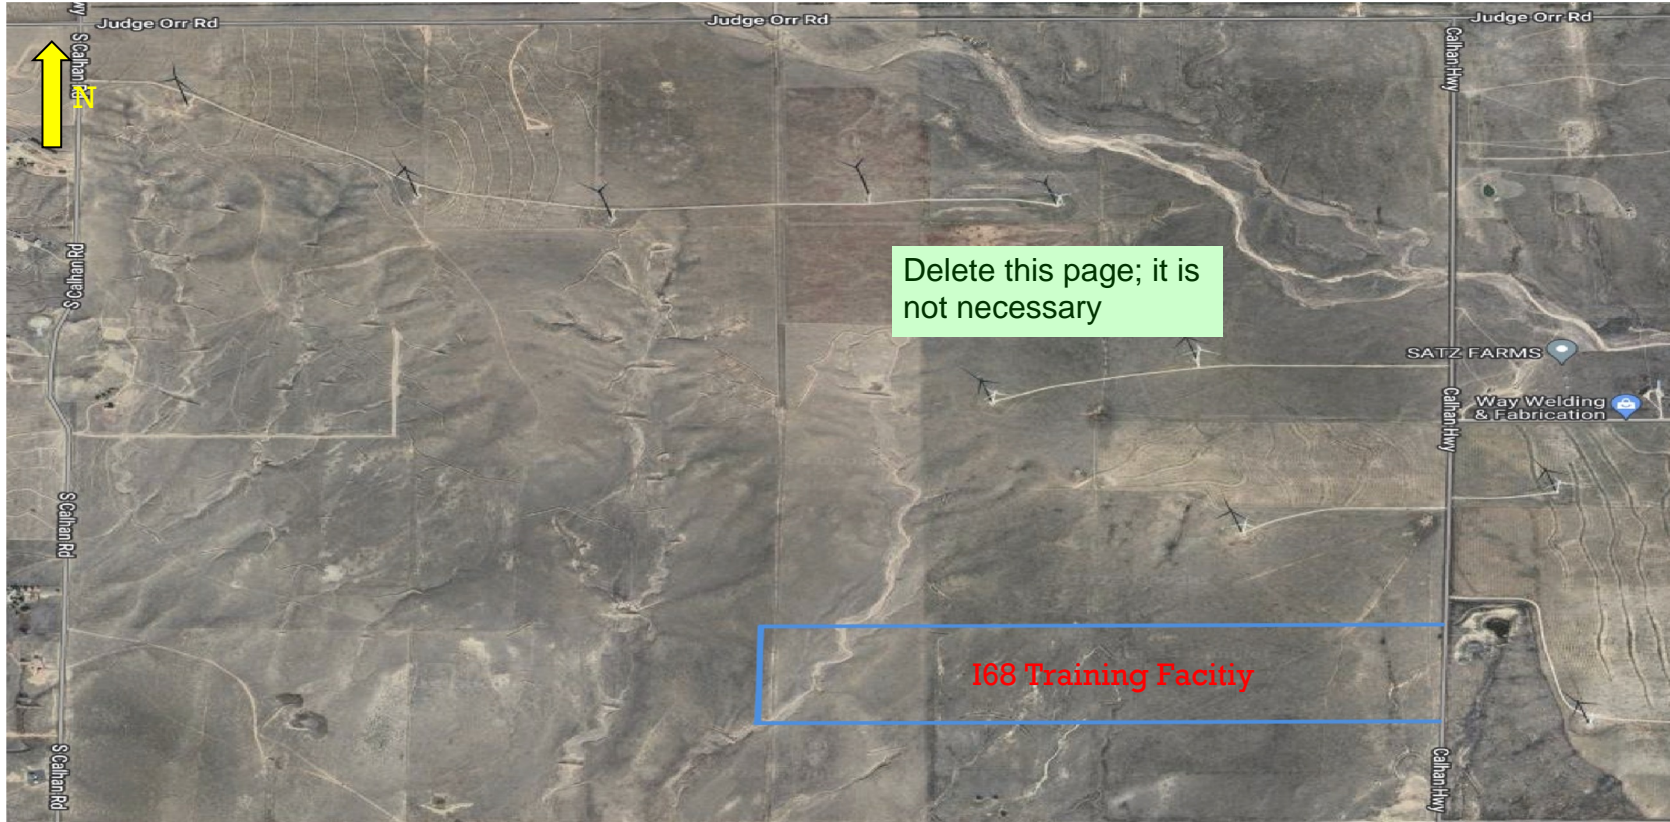 wy
Judge Orr Rd
Judge Orr Rd
Judge Orr Rd
S Calhan Rd
N
Calhan Hwy
S Calhan Rd
Delete this page; it is
not necessary
SATZ FARMS
Calhan Hwy
Way Welding
& Fabrication
S Calhan Rd
I68 Training Facitiy
S Calhan Rd
Calhan Hwy